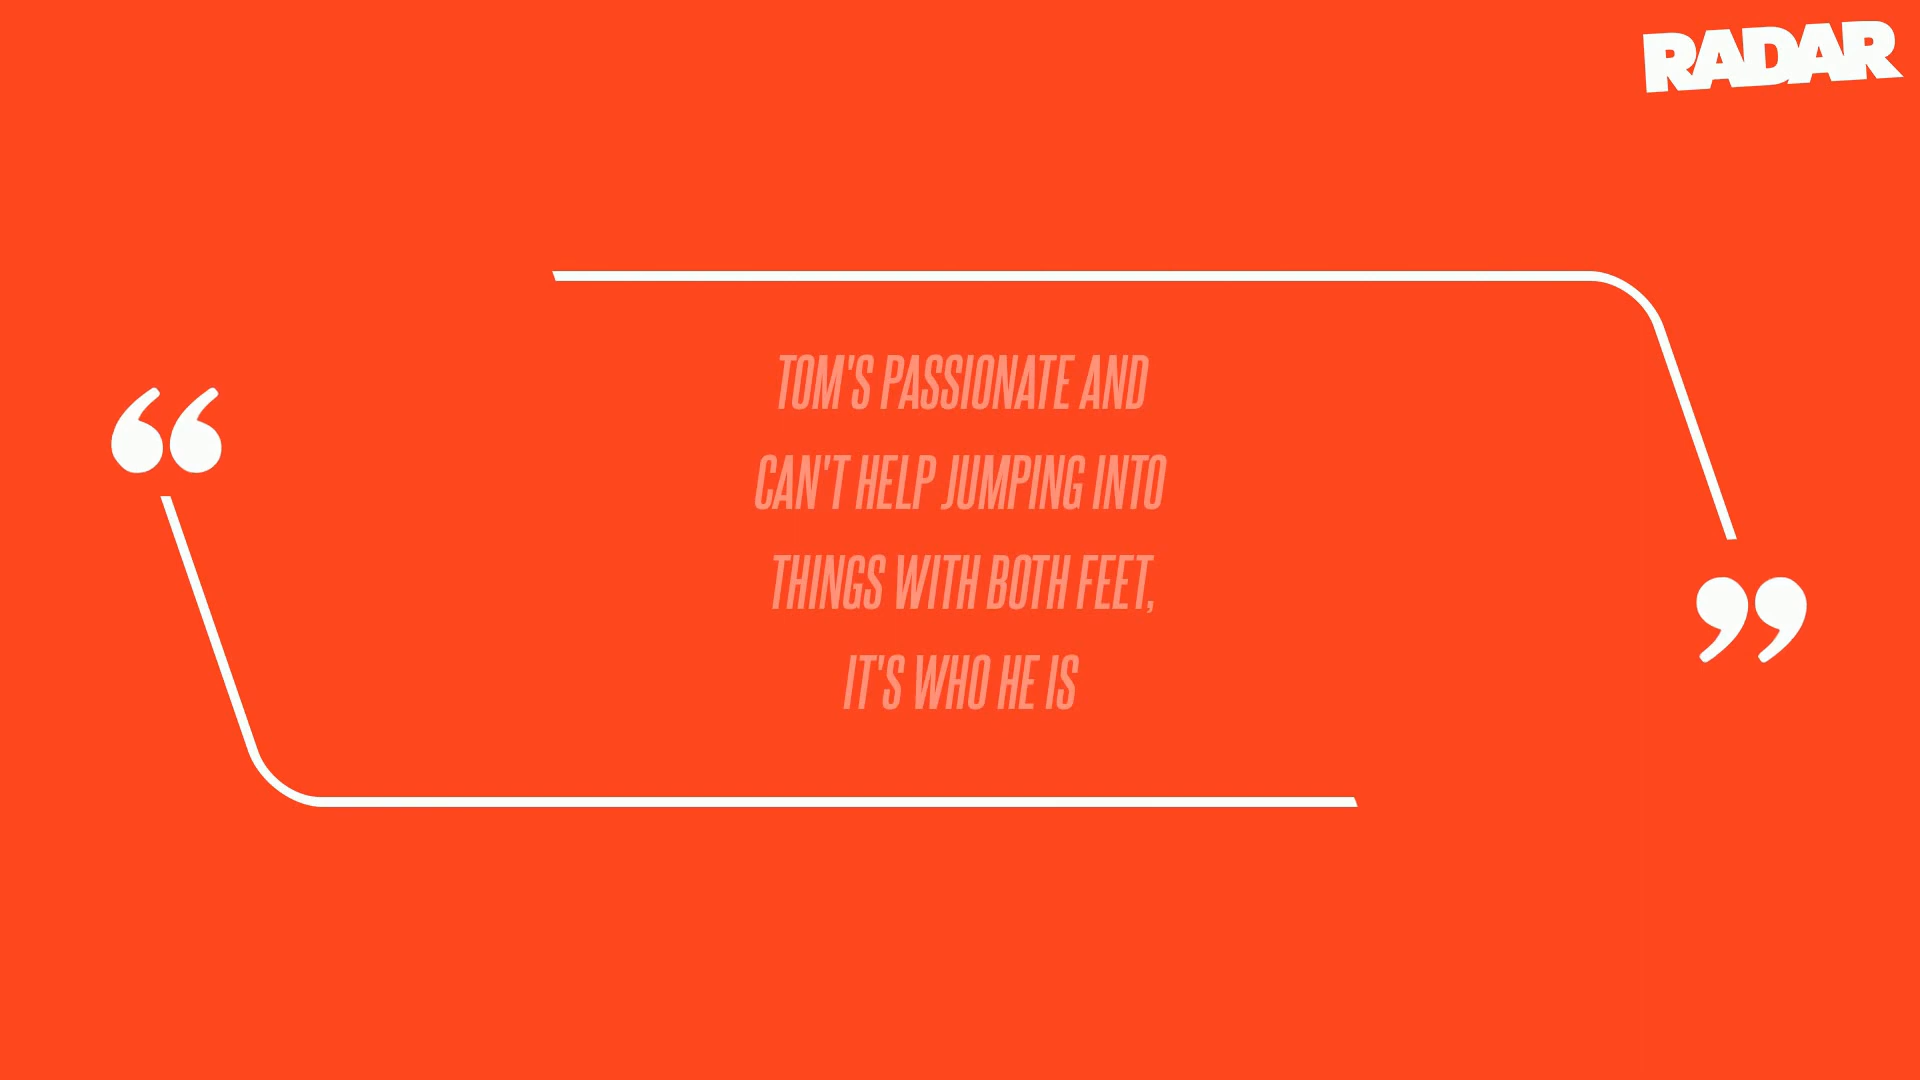 RADAR
“
TOM'S PASSIONATE AND
CAN'T HELP JUMPING INTO
THINGS WITH BOTH FEET,
IT'S WHO HE IS
”